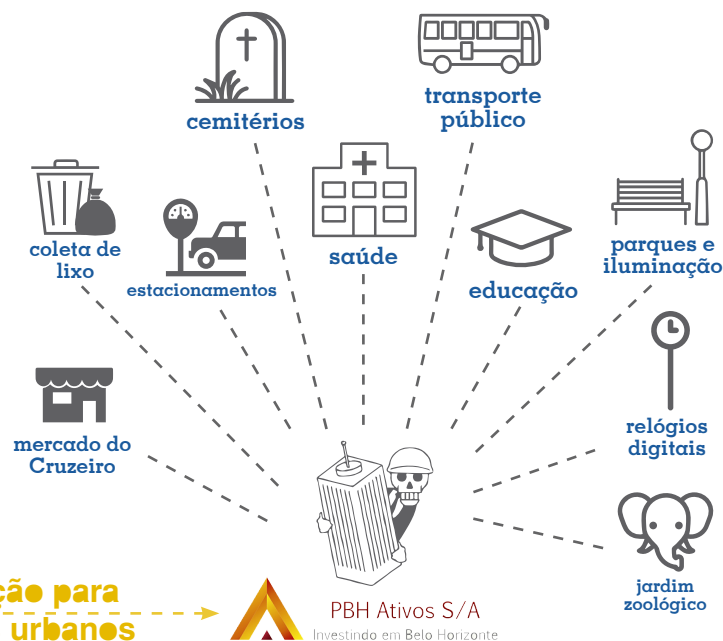 cemitérios
transporte
público
coleta de
lixo
estacionamentos
saúde
educação
parques e
iluminação
mercado do
Cruzeiro
relógios
digitais
jardim
zoológico
para
urbanos
PBH Ativos S/A
Investindo em Belo Horizonte